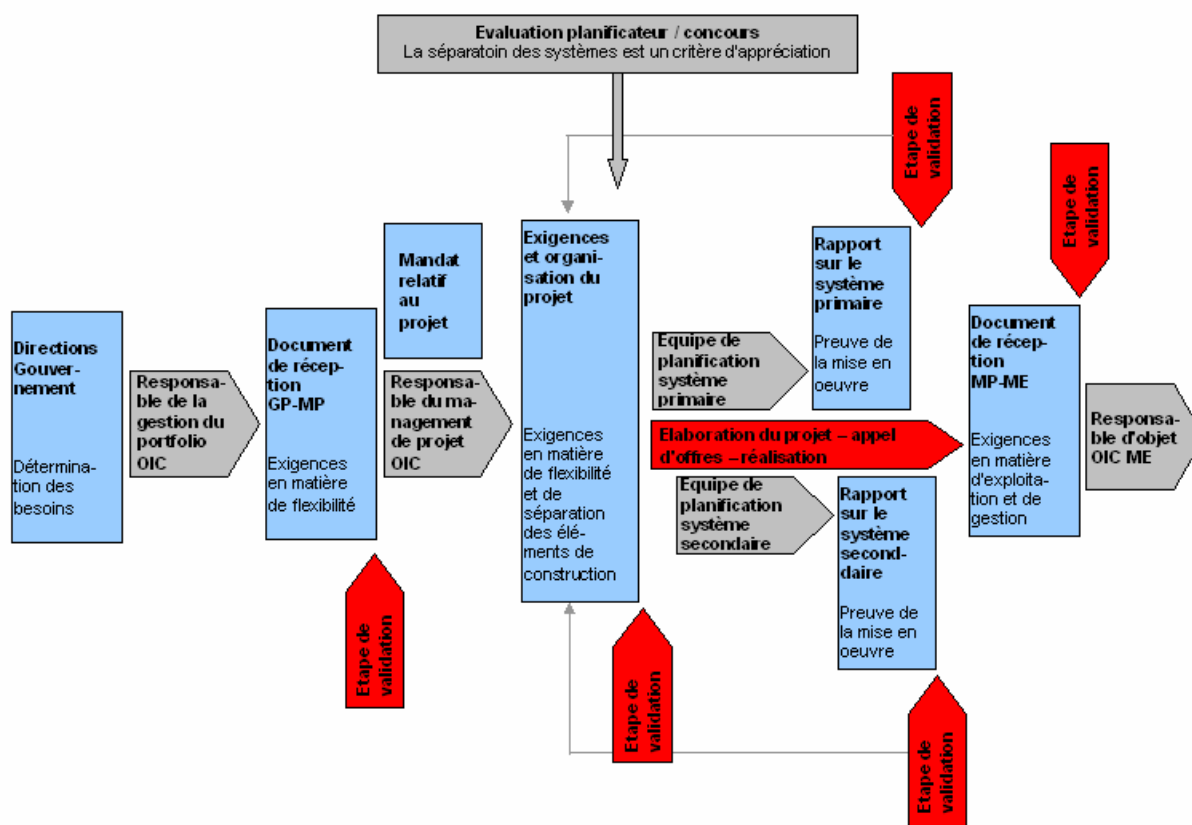 Evaluation planificateur / concours
La séparatoin des systèmes est un critère d'appréciation
Etape de
validation
Etape de
validation
Directions
Gouver-
nement
Détermina-
tion des
besoins
Responsa-
ble de la
gestion du
portfolio
OIC
Document
de récep-
tion
GP-MP
Exigences
en matière
de flexibilité
Mandat
relatif
au
projet
Responsa-
ble du ma-
nagement
de projet
OIC
Exigences
et organi-
sation du
projet
Exigences
en matière
de flexibilité
et de
séparation
des élé-
ments de
construction
Equipe de
planification
système
primaire
Rapport
sur le
système
primaire
Preuve de
la mise en
oeuvre
Elaboration du projet – appel
d'offres – réalisation
Equipe de
planification
système
secondaire
Rapport
sur le
système
second-
daire
Preuve de
la mise en
oeuvre
Document
de récep-
tion
MP-ME
Exigences
en matière
d'exploita-
tion et de
gestion
Respon-
sable d'objet
OIC ME
Etape de
validation
Etape de
validation
Etape de
validation